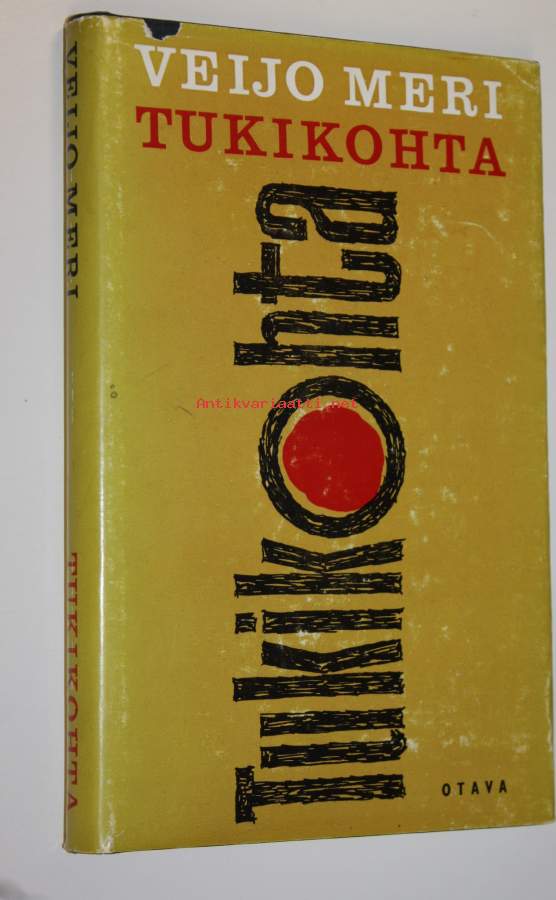 VEIJO MERI
TUKIKOHTA
Tukikohta
OTAVA
VEIJO MERI
TUKIKOHTA
Antikvariaatti.net